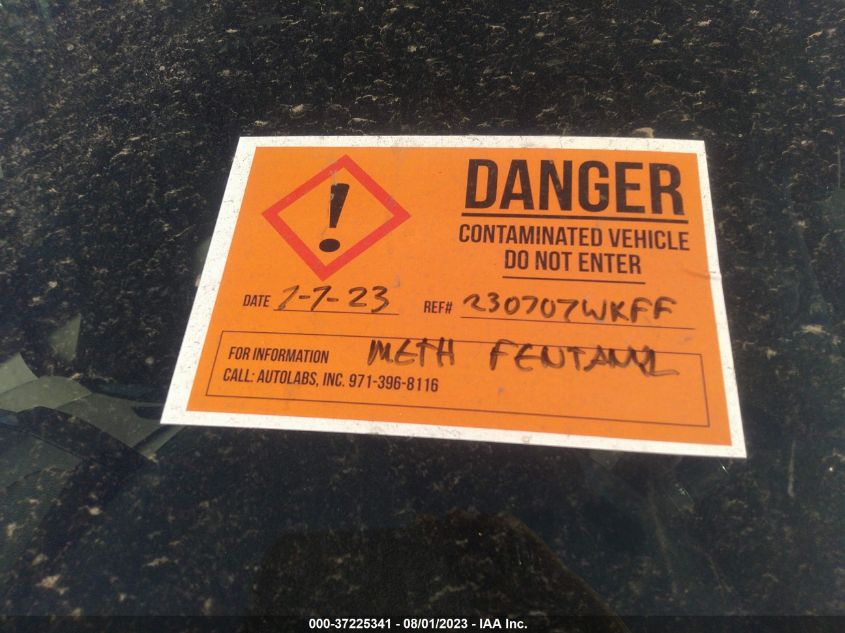 DANGER
CONTAMINATED VEHICLE
DO NOT ENTER
DATE 7-7-23 REF# 230707WKFF
FOR INFORMATION METH FENTANYL
CALL: AUTOLABS, INC. 971-396-8116
000-37225341 - 08/01/2023 - IAA Inc.